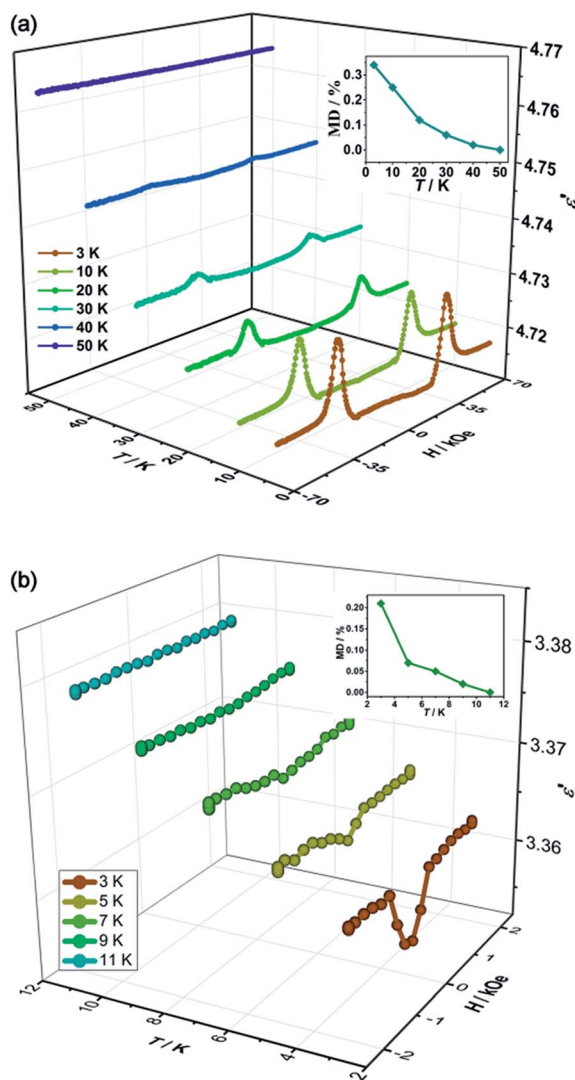 (a)
4.77
4.76
4.75
4.74
4.73
4.72
ε'
MD / %
0.3
0.2
0.1
0.0
0 10 20 30 40 50
T / K
3 K
10 K
20 K
30 K
40 K
50 K
50 40 30 20 10 0
T / K
-70 -35 0 35 70
H / kOe
(b)
3.38
3.37
3.36
ε'
MD / %
0.20
0.15
0.10
0.05
0.00
2 4 6 8 10 12
T / K
3 K
5 K
7 K
9 K
11 K
12 10 8 6 4 2
T / K
-2 -1 0 1 2
H / kOe